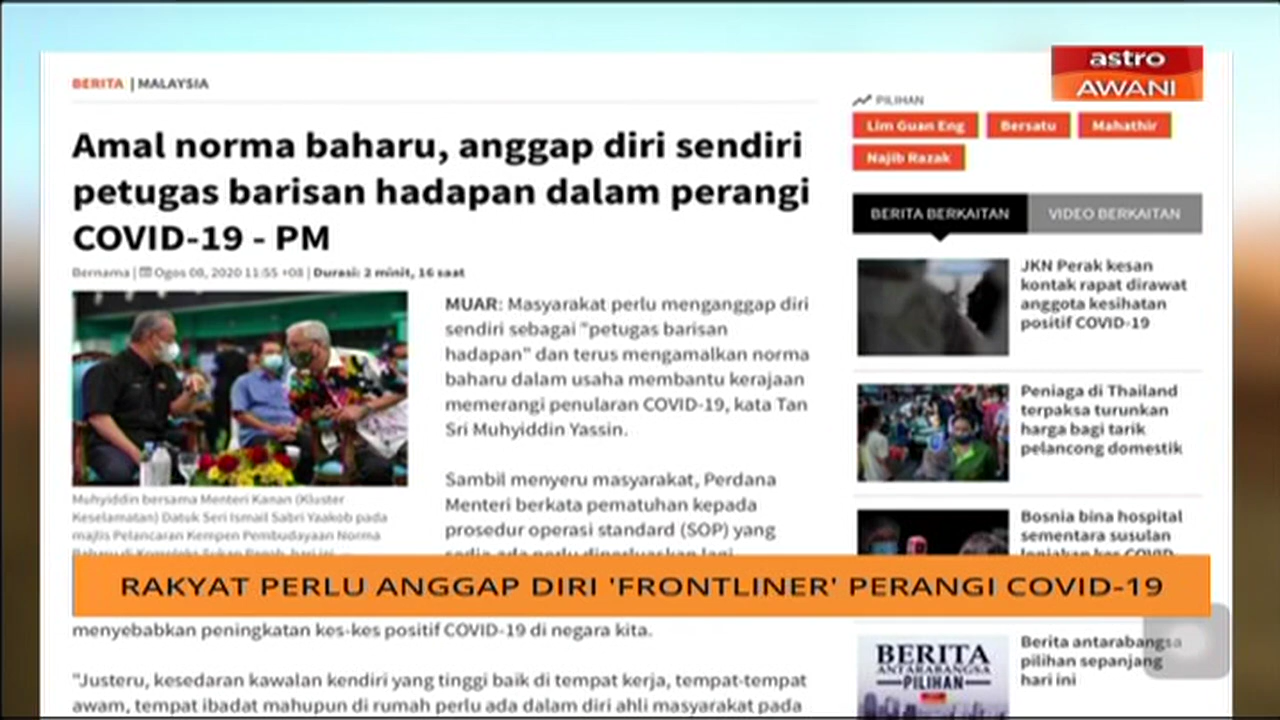 astro
AWANI
BERITA | MALAYSIA
Amal norma baharu, anggap diri sendiri
petugas barisan hadapan dalam perangi
COVID-19 - PM
Bernama | Ogos 08, 2020 11:55 +08 | Durasi: 2 minit, 16 saat
MUAR: Masyarakat perlu menganggap diri
sendiri sebagai "petugas barisan
hadapan" dan terus mengamalkan norma
baharu dalam usaha membantu kerajaan
memerangi penularan COVID-19, kata Tan
Sri Muhyiddin Yassin.
Sambil menyeru masyarakat, Perdana
Menteri berkata pematuhan kepada
prosedur operasi standard (SOP) yang
sedia ada perlu diperluaskan lagi
Muhyiddin bersama Menteri Kanan (Kluster
Keselamatan) Datuk Seri Ismail Sabri Yaakob pada
majlis Pelancaran Kempen Pembudayaan Norma
menyebabkan peningkatan kes-kes positif COVID-19 di negara kita.
"Justeru, kesedaran kawalan kendiri yang tinggi baik di tempat kerja, tempat-tempat
awam, tempat ibadat mahupun di rumah perlu ada dalam diri ahli masyarakat pada
PILIHAN
Lim Guan Eng
Bersatu
Mahathir
Najib Razak
BERITA BERKAITAN
VIDEO BERKAITAN
JKN Perak kesan
kontak rapat dirawat
anggota kesihatan
positif COVID-19
Peniaga di Thailand
terpaksa turunkan
harga bagi tarik
pelancong domestik
Bosnia bina hospital
sementara susulan
lonjakan kes COVID
BERITA
ANTARABANGSA
PILIHAN
Berita antarabangsa
pilihan sepanjang
hari ini
RAKYAT PERLU ANGGAP DIRI 'FRONTLINER' PERANGI COVID-19